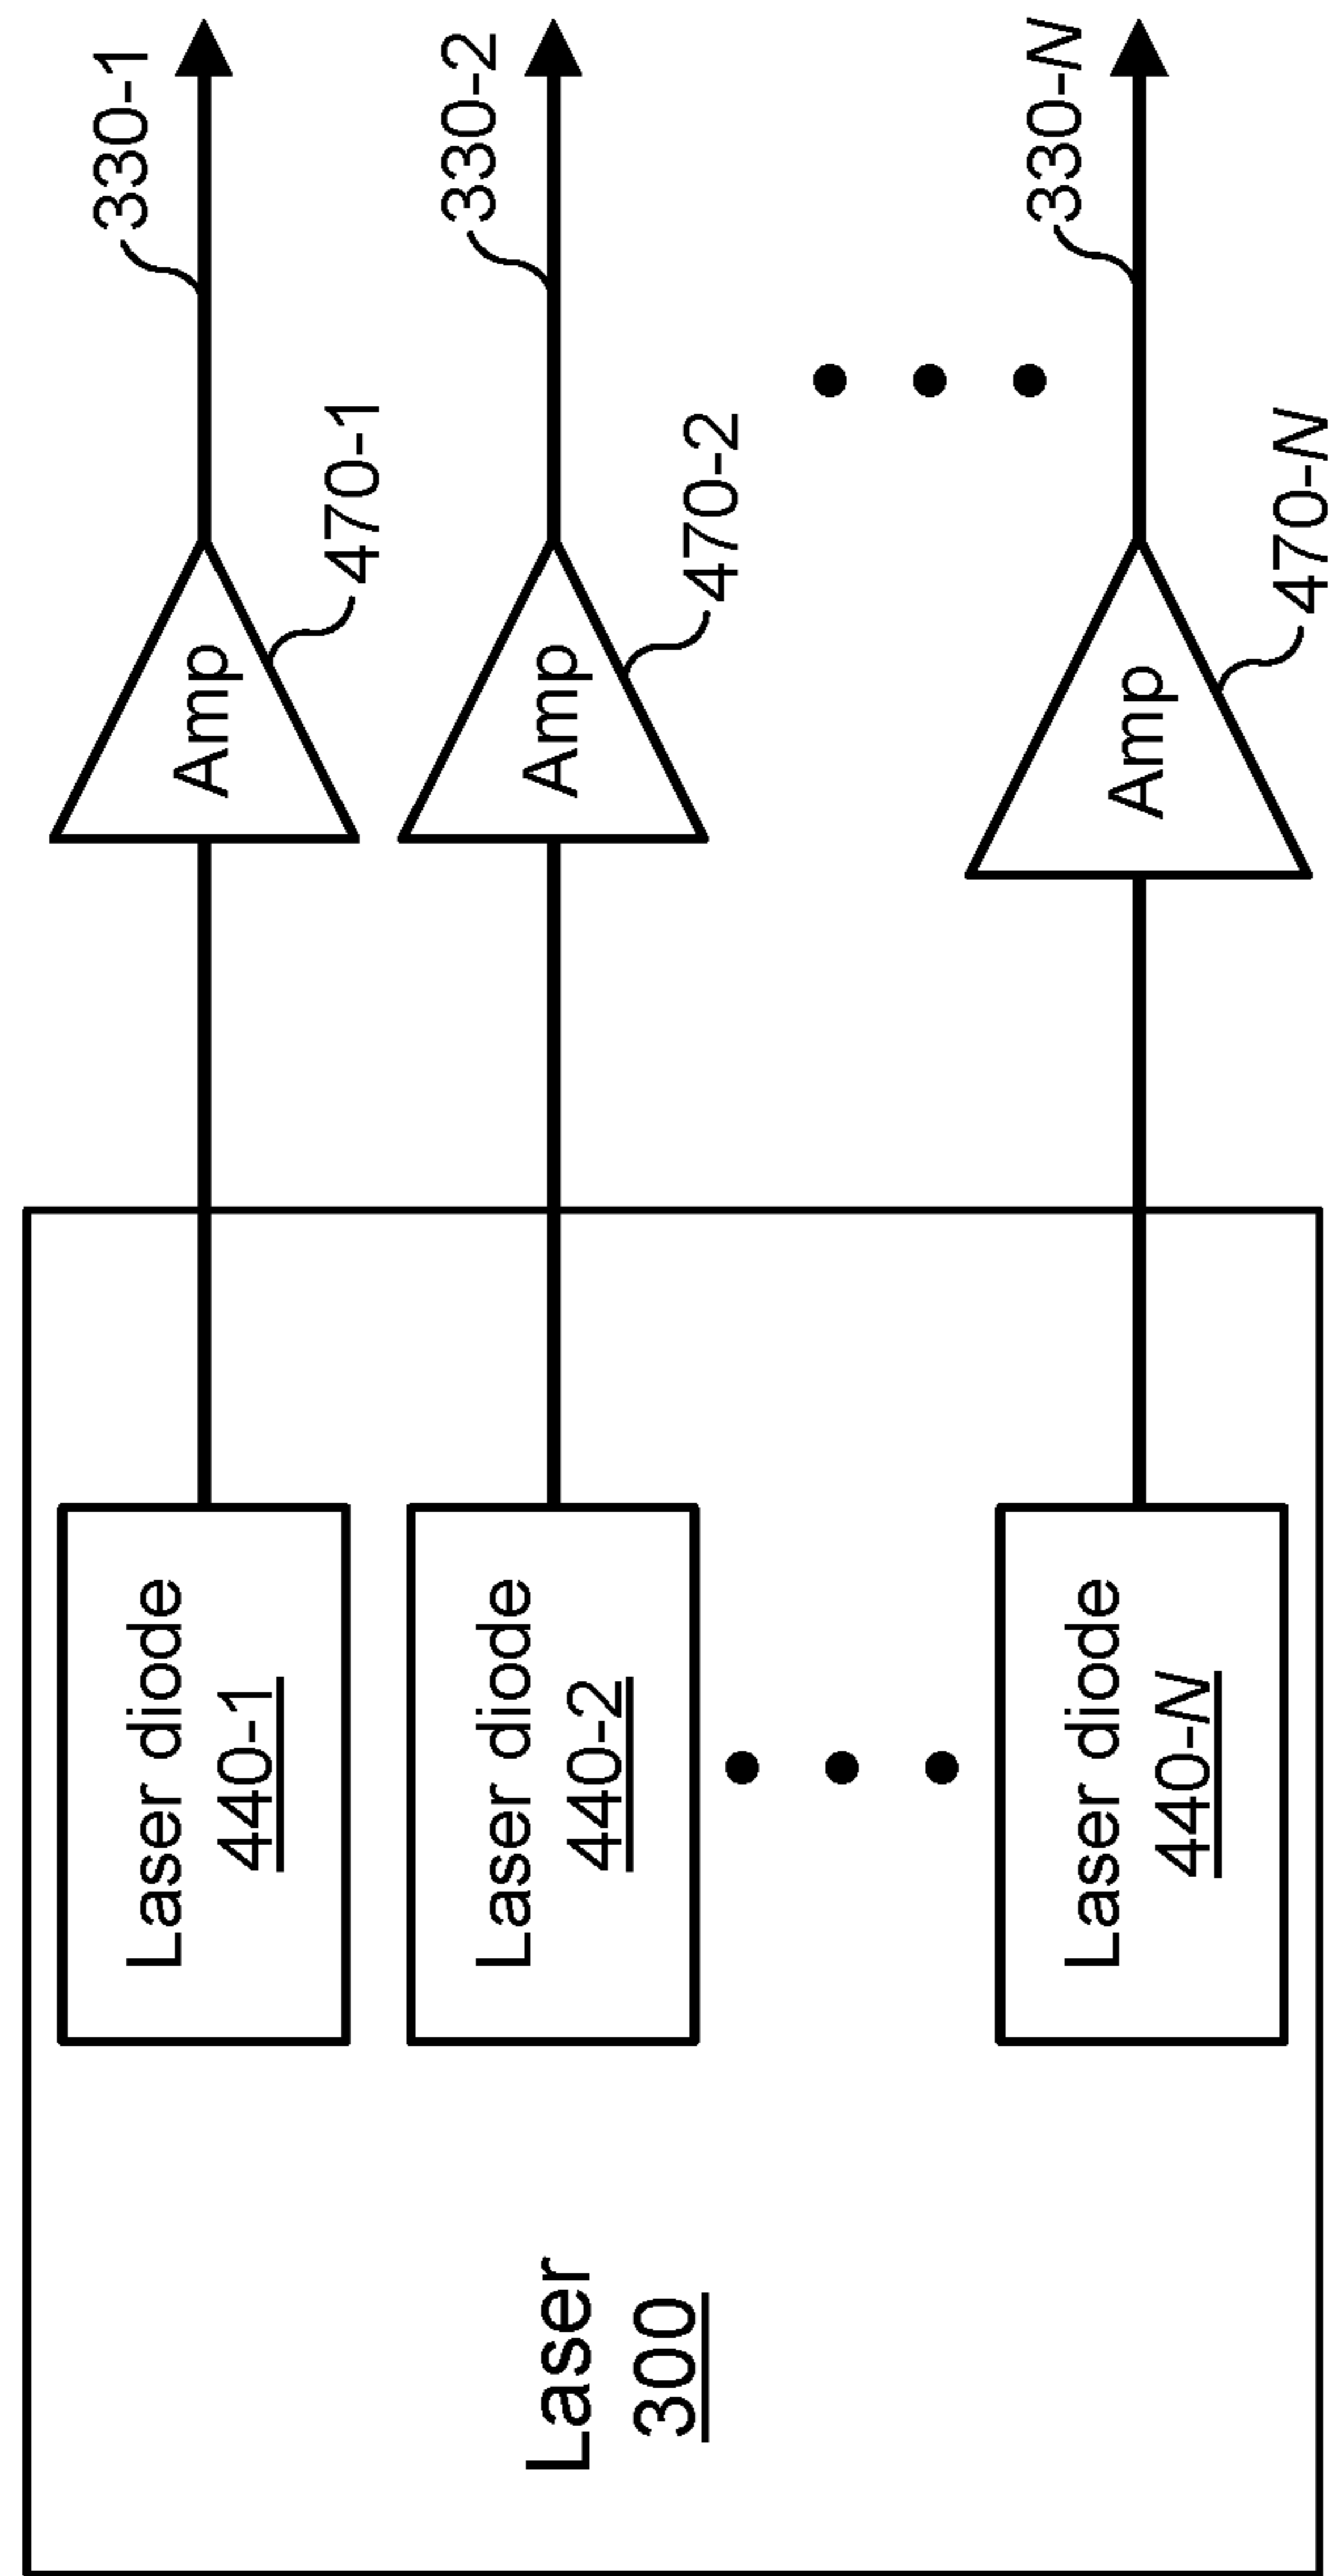 Laser
300
Laser diode
440-1
Amp
470-1
330-1
Laser diode
440-2
Amp
470-2
330-2
Laser diode
440-N
Amp
470-N
330-N